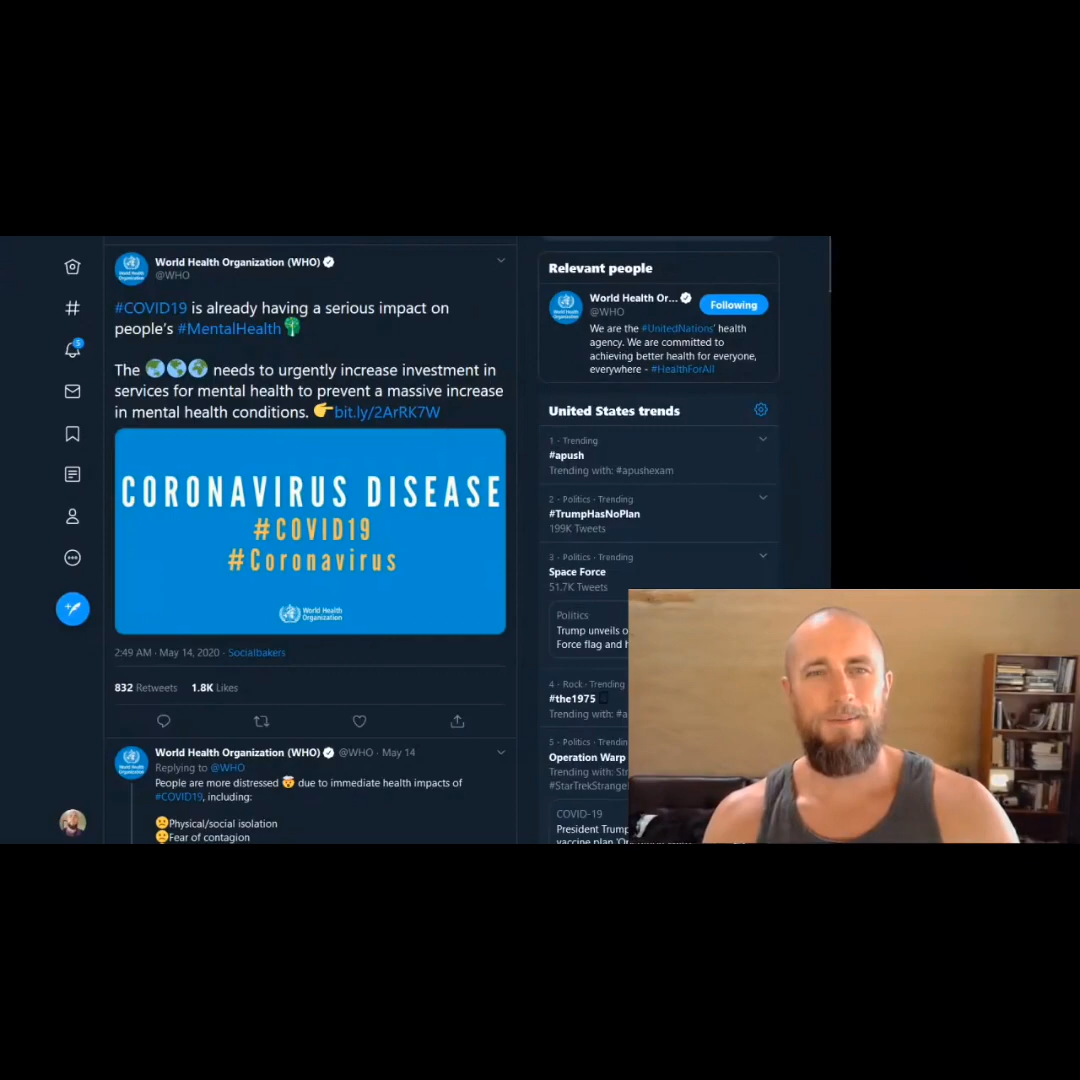 World Health Organization (WHO)
@WHO
#COVID19 is already having a serious impact on
people's #MentalHealth
The needs to urgently increase investment in
services for mental health to prevent a massive increase
in mental health conditions. bit.ly/2ArRK7W
CORONAVIRUS DISEASE
#COVID19
#Coronavirus
World Health
Organization
2:49 AM · May 14, 2020 · Socialbakers
832 Retweets 1.8K Likes
World Health Organization (WHO) @WHO · May 14
Replying to @WHO
People are more distressed due to immediate health impacts of
#COVID19, including:
Physical/social isolation
Fear of contagion
Relevant people
World Health Or...
@WHO
Following
We are the #UnitedNations' health
agency. We are committed to
achieving better health for everyone,
everywhere - #HealthForAll
United States trends
1 · Trending
#apush
Trending with: #apushexam
2 · Politics · Trending
#TrumpHasNoPlan
199K Tweets
3 · Politics · Trending
Space Force
51.7K Tweets
Politics
Trump unveils
Force flag and
4 · Rock · Trending
#the1975
Trending with:
5 · Politics · Trending
Operation Warp
Trending with:
COVID-19
President Trump
vaccine plan